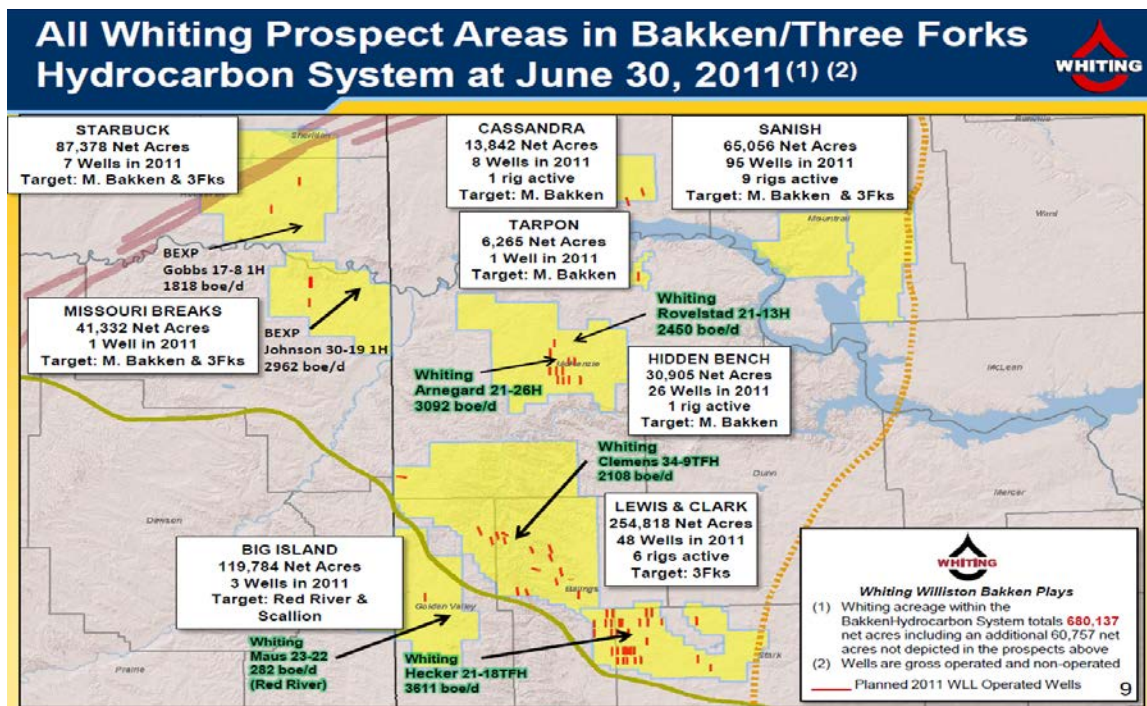 All Whiting Prospect Areas in Bakken/Three Forks
Hydrocarbon System at June 30, 2011(1) (2)
WHITING
STARBUCK
87,378 Net Acres
7 Wells in 2011
Target: M. Bakken & 3Fks
Sheridan
CASSANDRA
13,842 Net Acres
8 Wells in 2011
1 rig active
Target: M. Bakken
SANISH
65,056 Net Acres
95 Wells in 2011
9 rigs active
Target: M. Bakken & 3Fks
Mountrail
Ward
TARPON
6,265 Net Acres
1 Well in 2011
Target: M. Bakken
BEXP
Gobbs 17-8 1H
1818 boe/d
MISSOURI BREAKS
41,332 Net Acres
1 Well in 2011
Target: M. Bakken & 3Fks
BEXP
Johnson 30-19 1H
2962 boe/d
Whiting
Rovelstad 21-13H
2450 boe/d
McKenzie
Whiting
Arnegard 21-26H
3092 boe/d
HIDDEN BENCH
30,905 Net Acres
26 Wells in 2011
1 rig active
Target: M. Bakken
McLean
Whiting
Clemens 34-9TFH
2108 boe/d
Dunn
Mercer
LEWIS & CLARK
254,818 Net Acres
48 Wells in 2011
6 rigs active
Target: 3Fks
Dawson
BIG ISLAND
119,784 Net Acres
3 Wells in 2011
Target: Red River &
Scallion
Billings
Golden Valley
Stark
Prairie
Whiting
Maus 23-22
282 boe/d
(Red River)
Whiting
Hecker 21-18TFH
3611 boe/d
WHITING
Whiting Williston Bakken Plays
(1) Whiting acreage within the
BakkenHydrocarbon System totals 680,137
net acres including an additional 60,757 net
acres not depicted in the prospects above
(2) Wells are gross operated and non-operated
Planned 2011 WLL Operated Wells
9